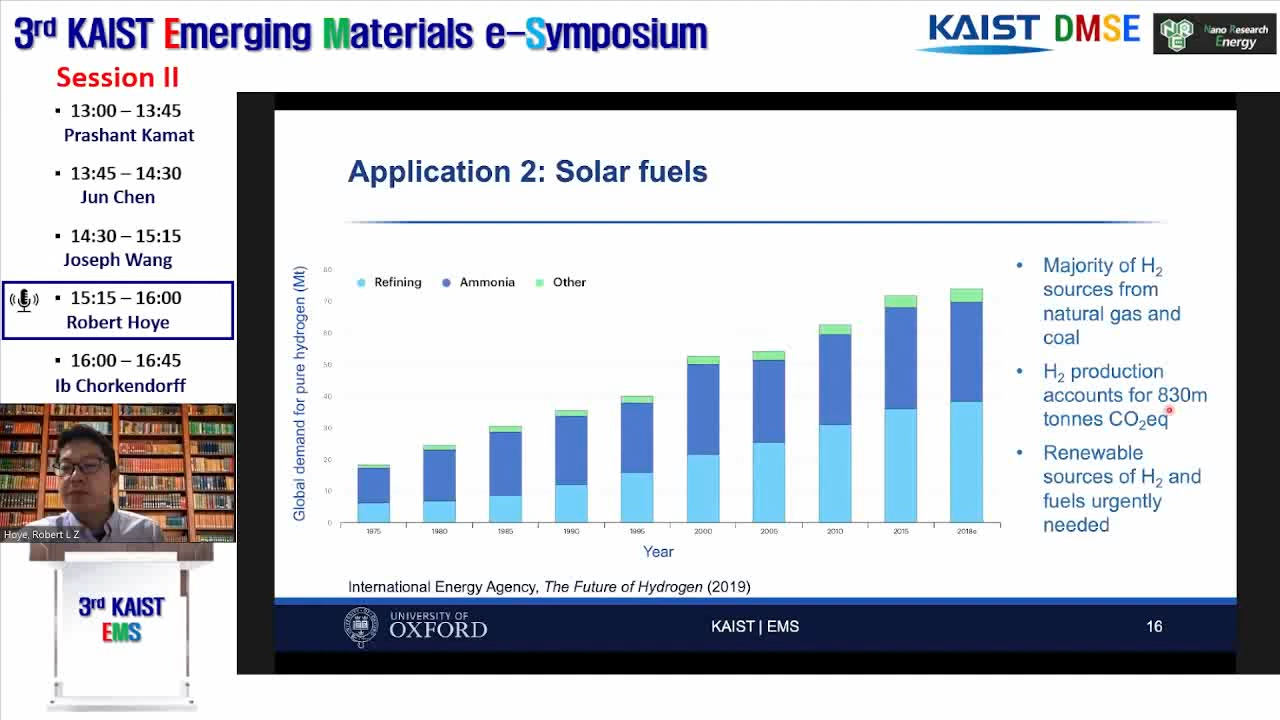 3rd KAIST Emerging Materials e-Symposium
KAIST DMSE
NRE
Nano Research
Energy
Session II
▪ 13:00 – 13:45
Prashant Kamat
▪ 13:45 – 14:30
Jun Chen
▪ 14:30 – 15:15
Joseph Wang
▪ 15:15 – 16:00
Robert Hoye
▪ 16:00 – 16:45
Ib Chorkendorff
Hoye, Robert L Z
3rd KAIST
EMS
Application 2: Solar fuels
Global demand for pure hydrogen (Mt)
80
70
60
50
40
30
20
10
0
Refining
Ammonia
Other
1975
1980
1985
1990
1995
2000
2005
2010
2015
2018e
Year
• Majority of H2
sources from
natural gas and
coal
• H2 production
accounts for 830m
tonnes CO2eq
• Renewable
sources of H2 and
fuels urgently
needed
International Energy Agency, The Future of Hydrogen (2019)
UNIVERSITY OF
OXFORD
KAIST | EMS
16